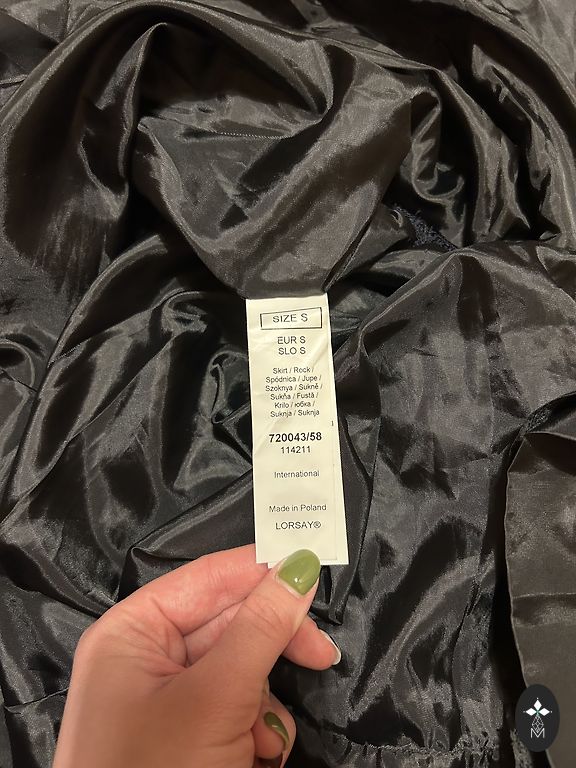 SIZE S
EUR S
SLO S
Skirt / Rock /
Spódnica / Jupe /
Szoknya / Sukně /
Sukňa / Fustă /
Krilo / юбка /
Suknja / Suknja
720043/58
114211
International
Made in Poland
LORSAY®
M